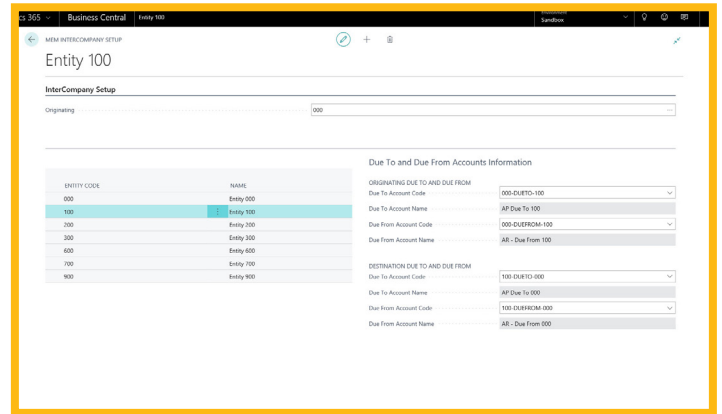 cs 365
Business Central
Entity 100
Sandbox
MEM INTERCOMPANY SETUP
Entity 100
InterCompany Setup
Originating 000
Due To and Due From Accounts Information
ENTITY CODE NAME
000 Entity 000
100 Entity 100
200 Entity 200
300 Entity 300
600 Entity 600
700 Entity 700
900 Entity 900
ORIGINATING DUE TO AND DUE FROM
Due To Account Code 000-DUETO-100
Due To Account Name AP Due To 100
Due From Account Code 000-DUEFROM-100
Due From Account Name AR - Due From 100
DESTINATION DUE TO AND DUE FROM
Due To Account Code 100-DUETO-000
Due To Account Name AP Due To 000
Due From Account Code 100-DUEFROM-000
Due From Account Name AR - Due From 000